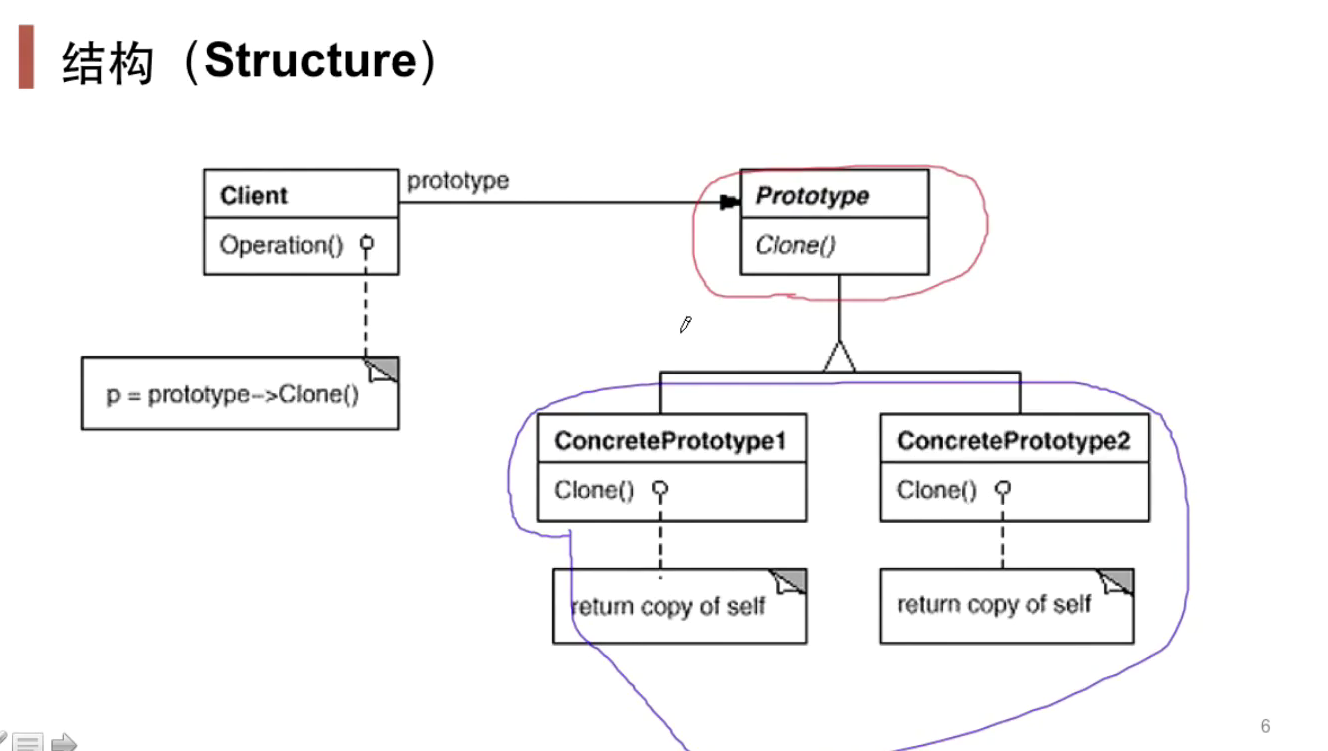 结构（Structure）
prototype
Client
Operation()
Prototype
Clone()
p = prototype–>Clone()
ConcretePrototype1
Clone()
ConcretePrototype2
Clone()
return copy of self
return copy of self
6